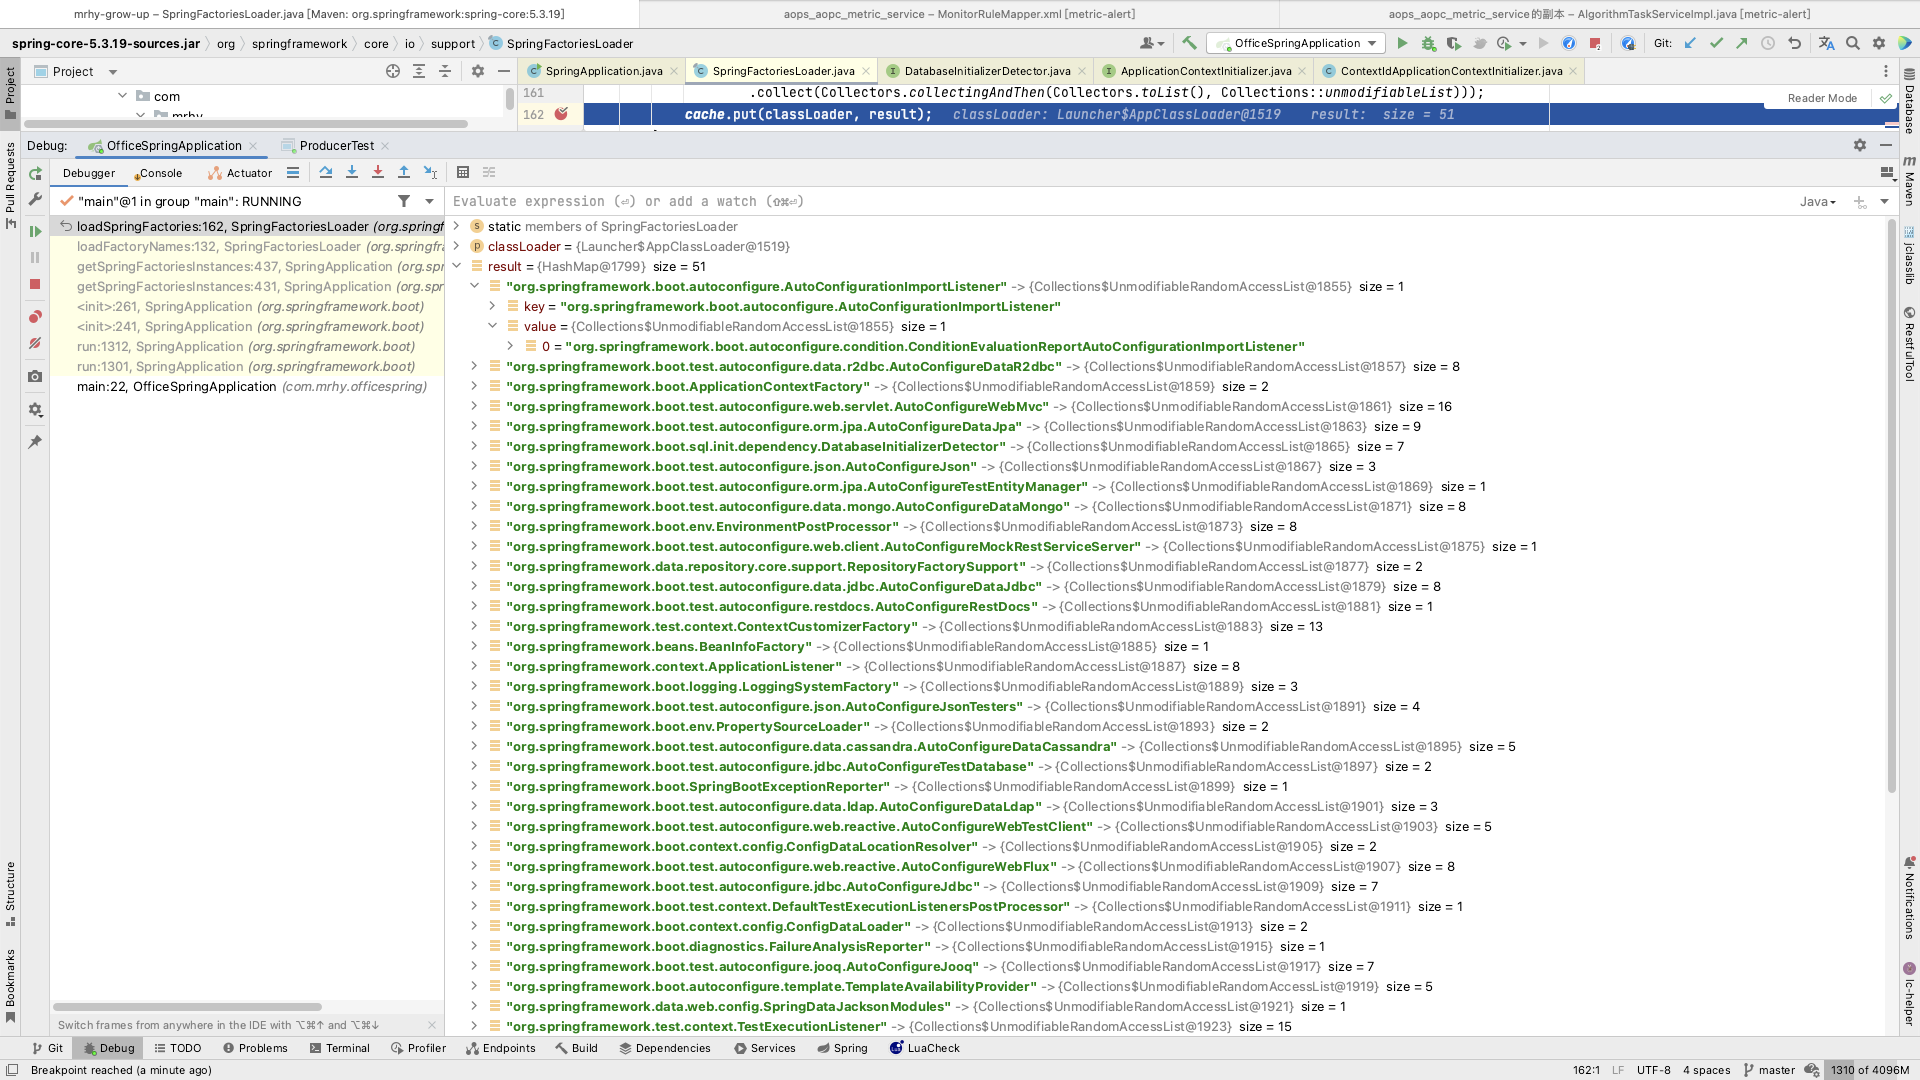 mrhy-grow-up – SpringFactoriesLoader.java [Maven: org.springframework:spring-core:5.3.19]
aops_aopc_metric_service – MonitorRuleMapper.xml [metric-alert]
aops_aopc_metric_service的副本 – AlgorithmTaskServiceImpl.java [metric-alert]
spring-core-5.3.19-sources.jar org springframework core io support SpringFactoriesLoader
OfficeSpringApplication
Git:
Project
SpringApplication.java SpringFactoriesLoader.java DatabaseInitializerDetector.java ApplicationContextInitializer.java ContextIdApplicationContextInitializer.java
com
mrhy
161 .collect(Collectors.collectingAndThen(Collectors.toList(), Collections::unmodifiableList)));
Reader Mode
162 cache.put(classLoader, result); classLoader: Launcher$AppClassLoader@1519 result: size = 51
Debug: OfficeSpringApplication ProducerTest
Debugger Console Actuator
"main"@1 in group "main": RUNNING
Evaluate expression (⏎) or add a watch (⇧⌘⏎)
Java
loadSpringFactories:162, SpringFactoriesLoader (org.springf
loadFactoryNames:132, SpringFactoriesLoader (org.springfra
getSpringFactoriesInstances:437, SpringApplication (org.spr
getSpringFactoriesInstances:431, SpringApplication (org.spr
<init>:261, SpringApplication (org.springframework.boot)
<init>:241, SpringApplication (org.springframework.boot)
run:1312, SpringApplication (org.springframework.boot)
run:1301, SpringApplication (org.springframework.boot)
main:22, OfficeSpringApplication (com.mrhy.officespring)
static members of SpringFactoriesLoader
classLoader = {Launcher$AppClassLoader@1519}
result = {HashMap@1799} size = 51
"org.springframework.boot.autoconfigure.AutoConfigurationImportListener" -> {Collections$UnmodifiableRandomAccessList@1855} size = 1
key = "org.springframework.boot.autoconfigure.AutoConfigurationImportListener"
value = {Collections$UnmodifiableRandomAccessList@1855} size = 1
0 = "org.springframework.boot.autoconfigure.condition.ConditionEvaluationReportAutoConfigurationImportListener"
"org.springframework.boot.test.autoconfigure.data.r2dbc.AutoConfigureDataR2dbc" -> {Collections$UnmodifiableRandomAccessList@1857} size = 8
"org.springframework.boot.ApplicationContextFactory" -> {Collections$UnmodifiableRandomAccessList@1859} size = 2
"org.springframework.boot.test.autoconfigure.web.servlet.AutoConfigureWebMvc" -> {Collections$UnmodifiableRandomAccessList@1861} size = 16
"org.springframework.boot.test.autoconfigure.orm.jpa.AutoConfigureDataJpa" -> {Collections$UnmodifiableRandomAccessList@1863} size = 9
"org.springframework.boot.sql.init.dependency.DatabaseInitializerDetector" -> {Collections$UnmodifiableRandomAccessList@1865} size = 7
"org.springframework.boot.test.autoconfigure.json.AutoConfigureJson" -> {Collections$UnmodifiableRandomAccessList@1867} size = 3
"org.springframework.boot.test.autoconfigure.orm.jpa.AutoConfigureTestEntityManager" -> {Collections$UnmodifiableRandomAccessList@1869} size = 1
"org.springframework.boot.test.autoconfigure.data.mongo.AutoConfigureDataMongo" -> {Collections$UnmodifiableRandomAccessList@1871} size = 8
"org.springframework.boot.env.EnvironmentPostProcessor" -> {Collections$UnmodifiableRandomAccessList@1873} size = 8
"org.springframework.boot.test.autoconfigure.web.client.AutoConfigureMockRestServiceServer" -> {Collections$UnmodifiableRandomAccessList@1875} size = 1
"org.springframework.data.repository.core.support.RepositoryFactorySupport" -> {Collections$UnmodifiableRandomAccessList@1877} size = 2
"org.springframework.boot.test.autoconfigure.data.jdbc.AutoConfigureDataJdbc" -> {Collections$UnmodifiableRandomAccessList@1879} size = 8
"org.springframework.boot.test.autoconfigure.restdocs.AutoConfigureRestDocs" -> {Collections$UnmodifiableRandomAccessList@1881} size = 1
"org.springframework.test.context.ContextCustomizerFactory" -> {Collections$UnmodifiableRandomAccessList@1883} size = 13
"org.springframework.beans.BeanInfoFactory" -> {Collections$UnmodifiableRandomAccessList@1885} size = 1
"org.springframework.context.ApplicationListener" -> {Collections$UnmodifiableRandomAccessList@1887} size = 8
"org.springframework.boot.logging.LoggingSystemFactory" -> {Collections$UnmodifiableRandomAccessList@1889} size = 3
"org.springframework.boot.test.autoconfigure.json.AutoConfigureJsonTesters" -> {Collections$UnmodifiableRandomAccessList@1891} size = 4
"org.springframework.boot.env.PropertySourceLoader" -> {Collections$UnmodifiableRandomAccessList@1893} size = 2
"org.springframework.boot.test.autoconfigure.data.cassandra.AutoConfigureDataCassandra" -> {Collections$UnmodifiableRandomAccessList@1895} size = 5
"org.springframework.boot.test.autoconfigure.jdbc.AutoConfigureTestDatabase" -> {Collections$UnmodifiableRandomAccessList@1897} size = 2
"org.springframework.boot.SpringBootExceptionReporter" -> {Collections$UnmodifiableRandomAccessList@1899} size = 1
"org.springframework.boot.test.autoconfigure.data.ldap.AutoConfigureDataLdap" -> {Collections$UnmodifiableRandomAccessList@1901} size = 3
"org.springframework.boot.test.autoconfigure.web.reactive.AutoConfigureWebTestClient" -> {Collections$UnmodifiableRandomAccessList@1903} size = 5
"org.springframework.boot.context.config.ConfigDataLocationResolver" -> {Collections$UnmodifiableRandomAccessList@1905} size = 2
"org.springframework.boot.test.autoconfigure.web.reactive.AutoConfigureWebFlux" -> {Collections$UnmodifiableRandomAccessList@1907} size = 8
"org.springframework.boot.test.autoconfigure.jdbc.AutoConfigureJdbc" -> {Collections$UnmodifiableRandomAccessList@1909} size = 7
"org.springframework.boot.test.context.DefaultTestExecutionListenersPostProcessor" -> {Collections$UnmodifiableRandomAccessList@1911} size = 1
"org.springframework.boot.context.config.ConfigDataLoader" -> {Collections$UnmodifiableRandomAccessList@1913} size = 2
"org.springframework.boot.diagnostics.FailureAnalysisReporter" -> {Collections$UnmodifiableRandomAccessList@1915} size = 1
"org.springframework.boot.test.autoconfigure.jooq.AutoConfigureJooq" -> {Collections$UnmodifiableRandomAccessList@1917} size = 7
"org.springframework.boot.autoconfigure.template.TemplateAvailabilityProvider" -> {Collections$UnmodifiableRandomAccessList@1919} size = 5
"org.springframework.data.web.config.SpringDataJacksonModules" -> {Collections$UnmodifiableRandomAccessList@1921} size = 1
"org.springframework.test.context.TestExecutionListener" -> {Collections$UnmodifiableRandomAccessList@1923} size = 15
Switch frames from anywhere in the IDE with ⌥⌘↑ and ⌥⌘↓
Project
Pull Requests
Structure
Bookmarks
Database
Maven
jclasslib
RestfulTool
Notifications
lc-helper
Git Debug TODO Problems Terminal Profiler Endpoints Build Dependencies Services Spring LuaCheck
Breakpoint reached (a minute ago)
162:1 LF UTF-8 4 spaces master 1310 of 4096M